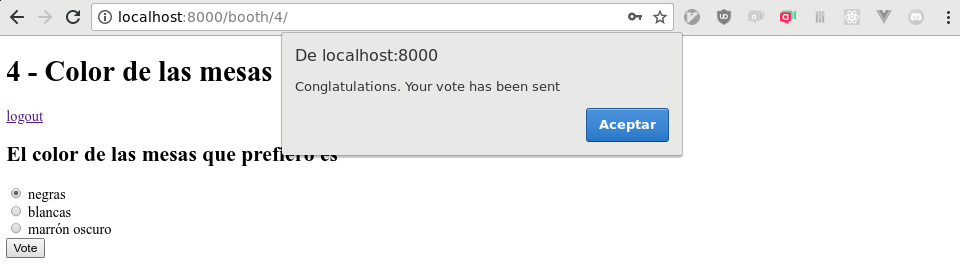 localhost:8000/booth/4/
De localhost:8000
Conglatulations. Your vote has been sent
Aceptar
4 - Color de las mesas
logout
El color de las mesas que prefiero es
negras
blancas
marrón oscuro
Vote